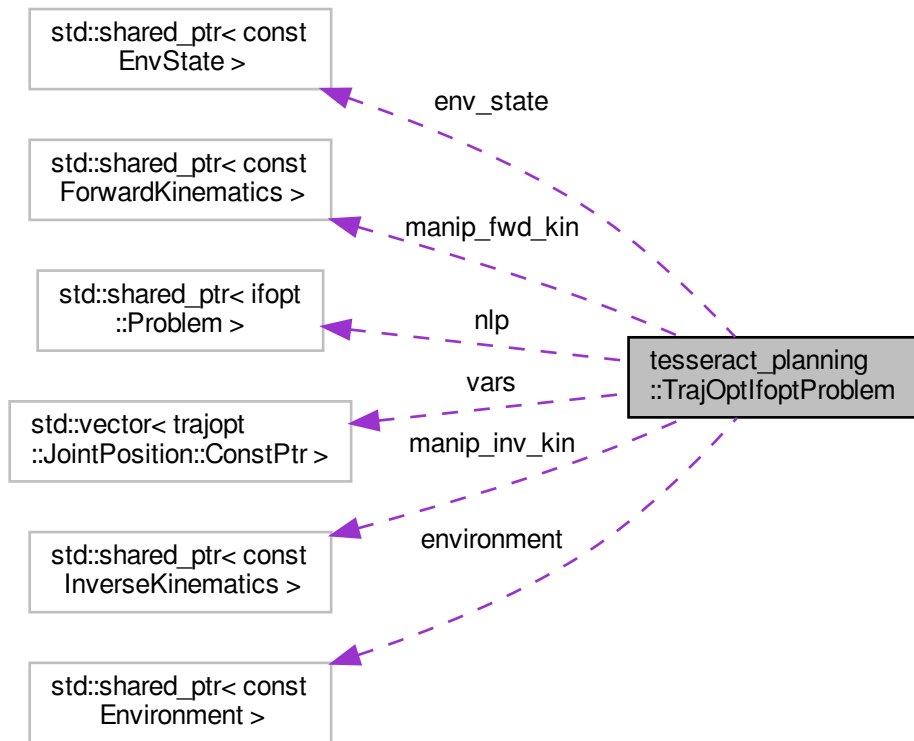 std::shared_ptr< const
EnvState >
env_state
std::shared_ptr< const
ForwardKinematics >
manip_fwd_kin
std::shared_ptr< ifopt
::Problem >
nlp
tesseract_planning
::TrajOptIfoptProblem
vars
std::vector< trajopt
::JointPosition::ConstPtr >
manip_inv_kin
std::shared_ptr< const
InverseKinematics >
environment
std::shared_ptr< const
Environment >